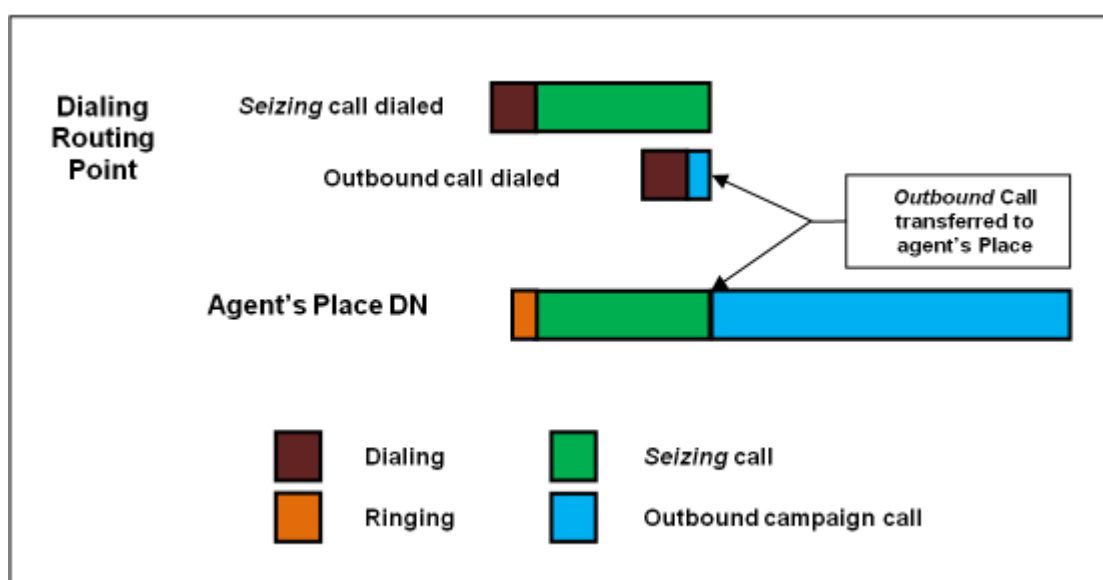 Dialing
Routing
Point
Seizing call dialed
Outbound call dialed
Outbound Call
transferred to
agent's Place
Agent's Place DN
Dialing
Seizing call
Ringing
Outbound campaign call